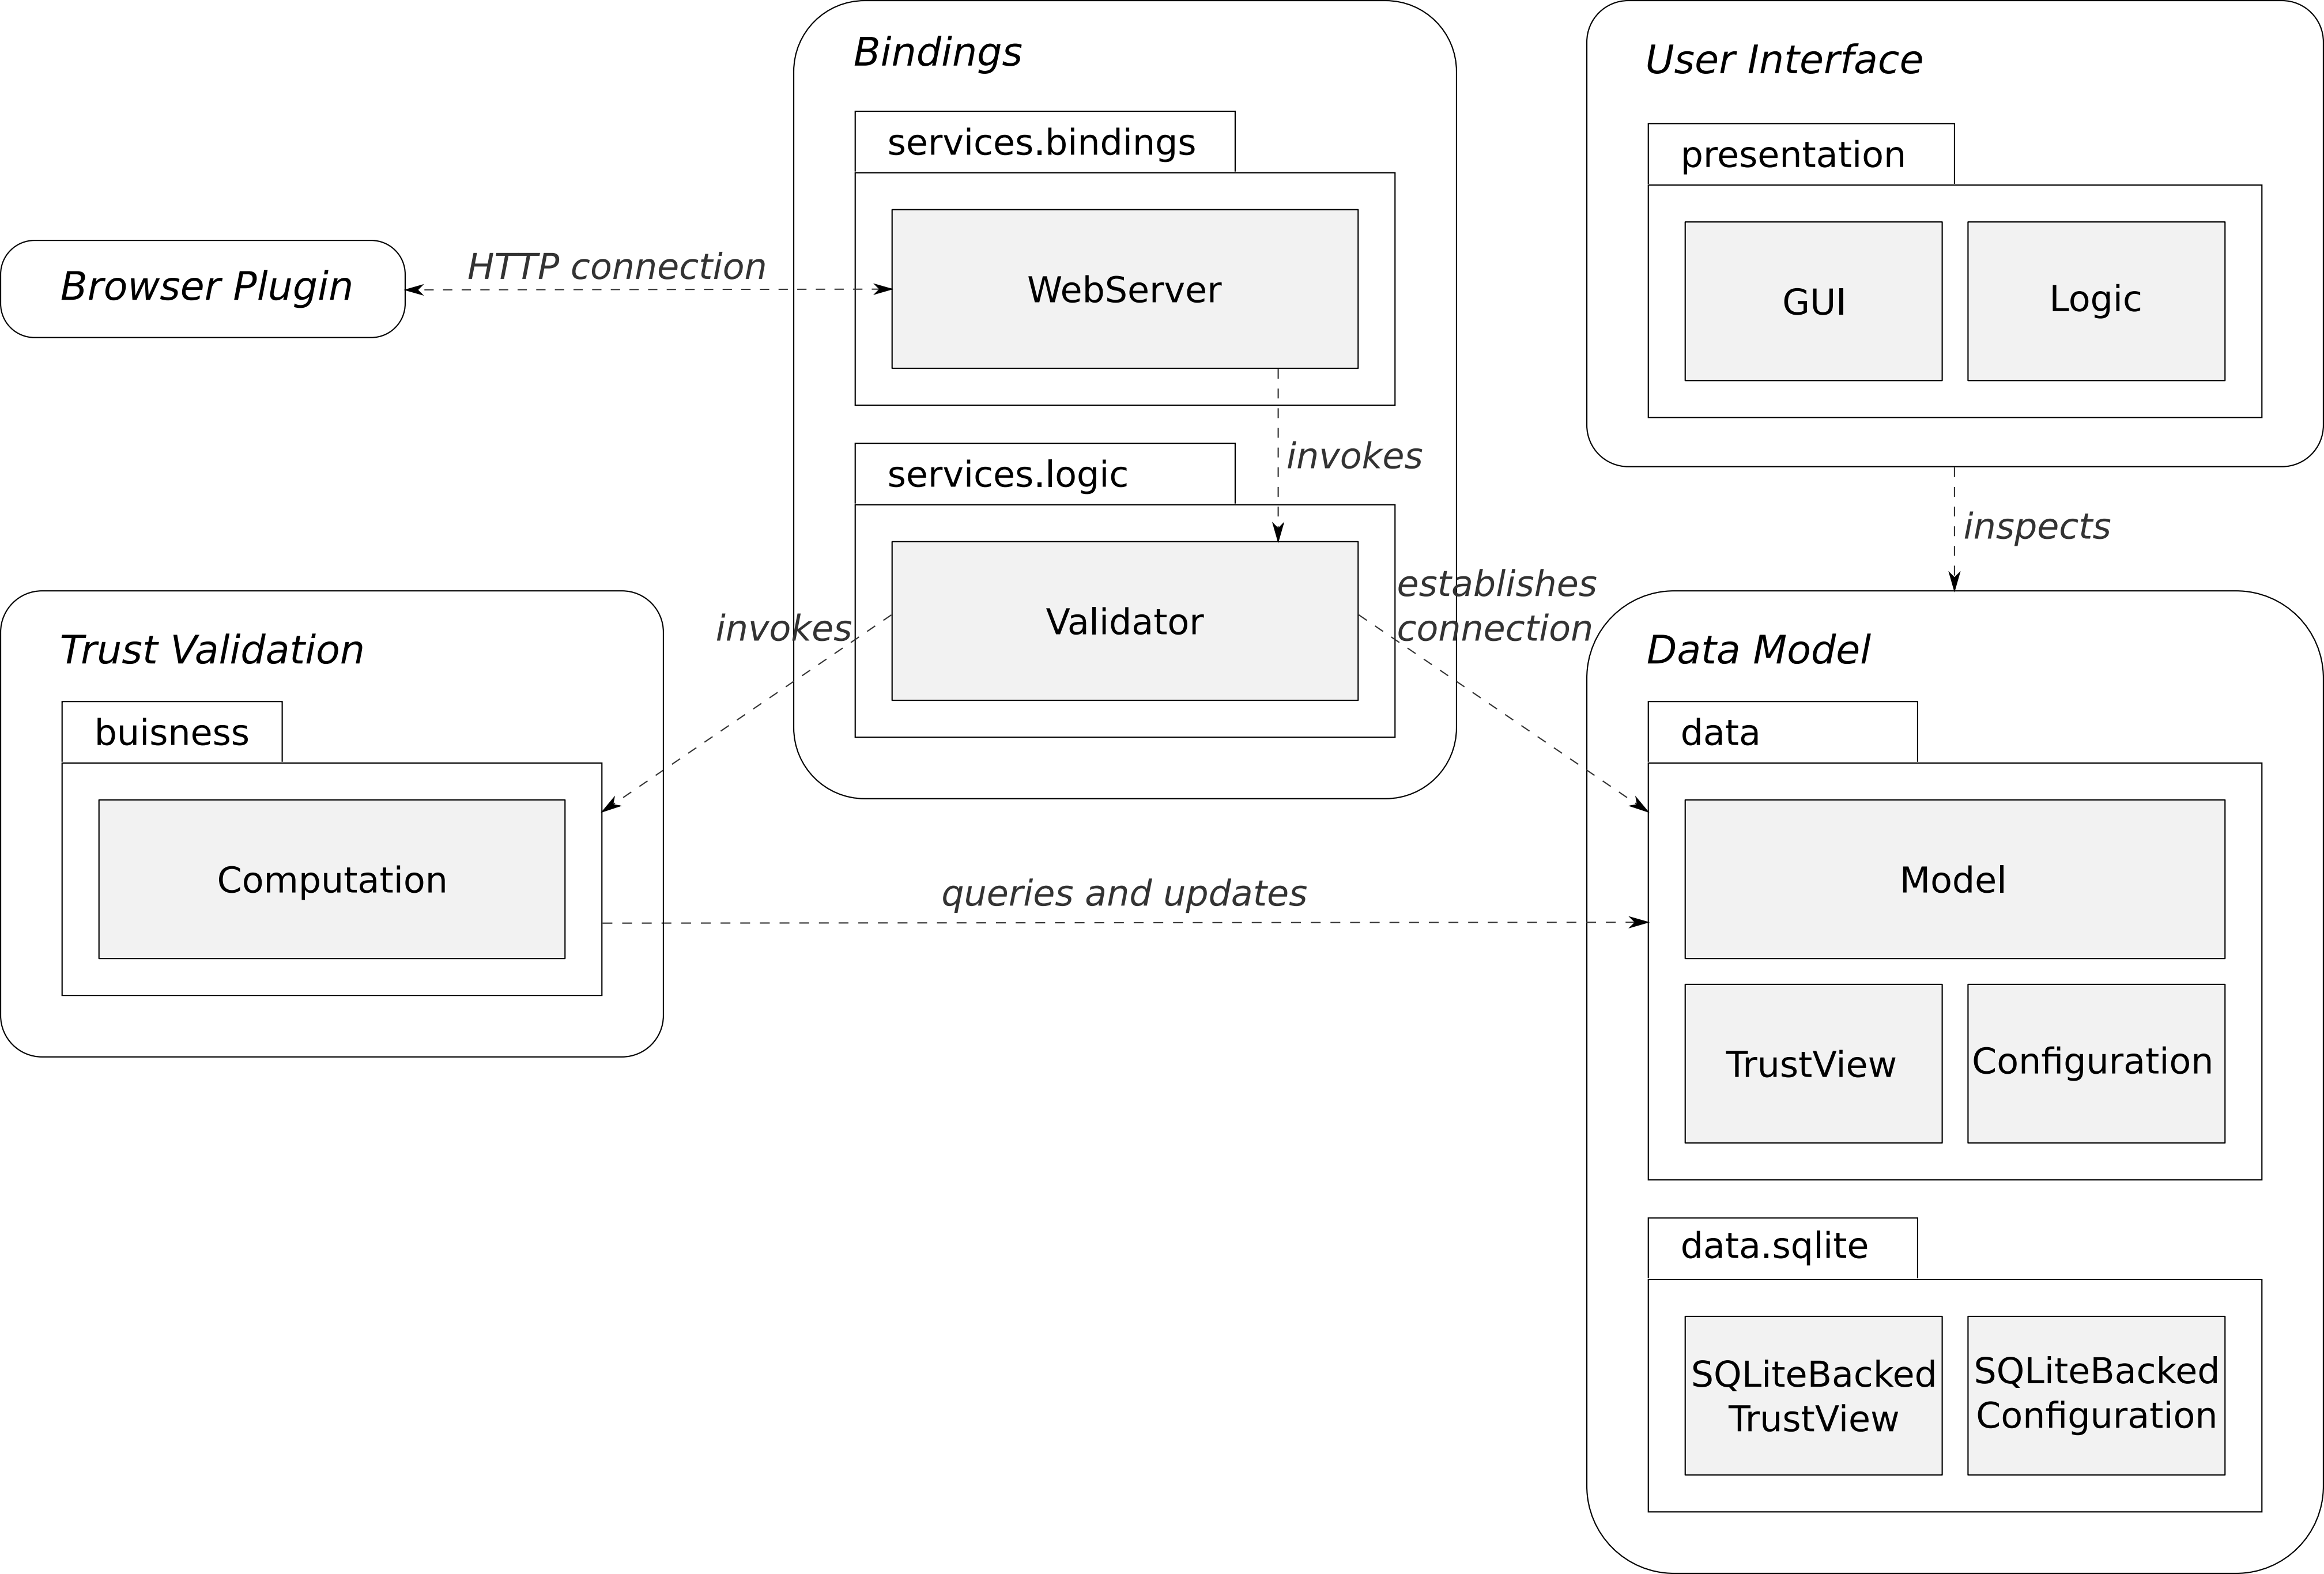 Bindings
services.bindings
WebServer
invokes
services.logic
Validator
User Interface
presentation
GUI
Logic
inspects
Browser Plugin
HTTP connection
invokes
establishes
connection
Trust Validation
buisness
Computation
queries and updates
Data Model
data
Model
TrustView
Configuration
data.sqlite
SQLiteBacked
TrustView
SQLiteBacked
Configuration